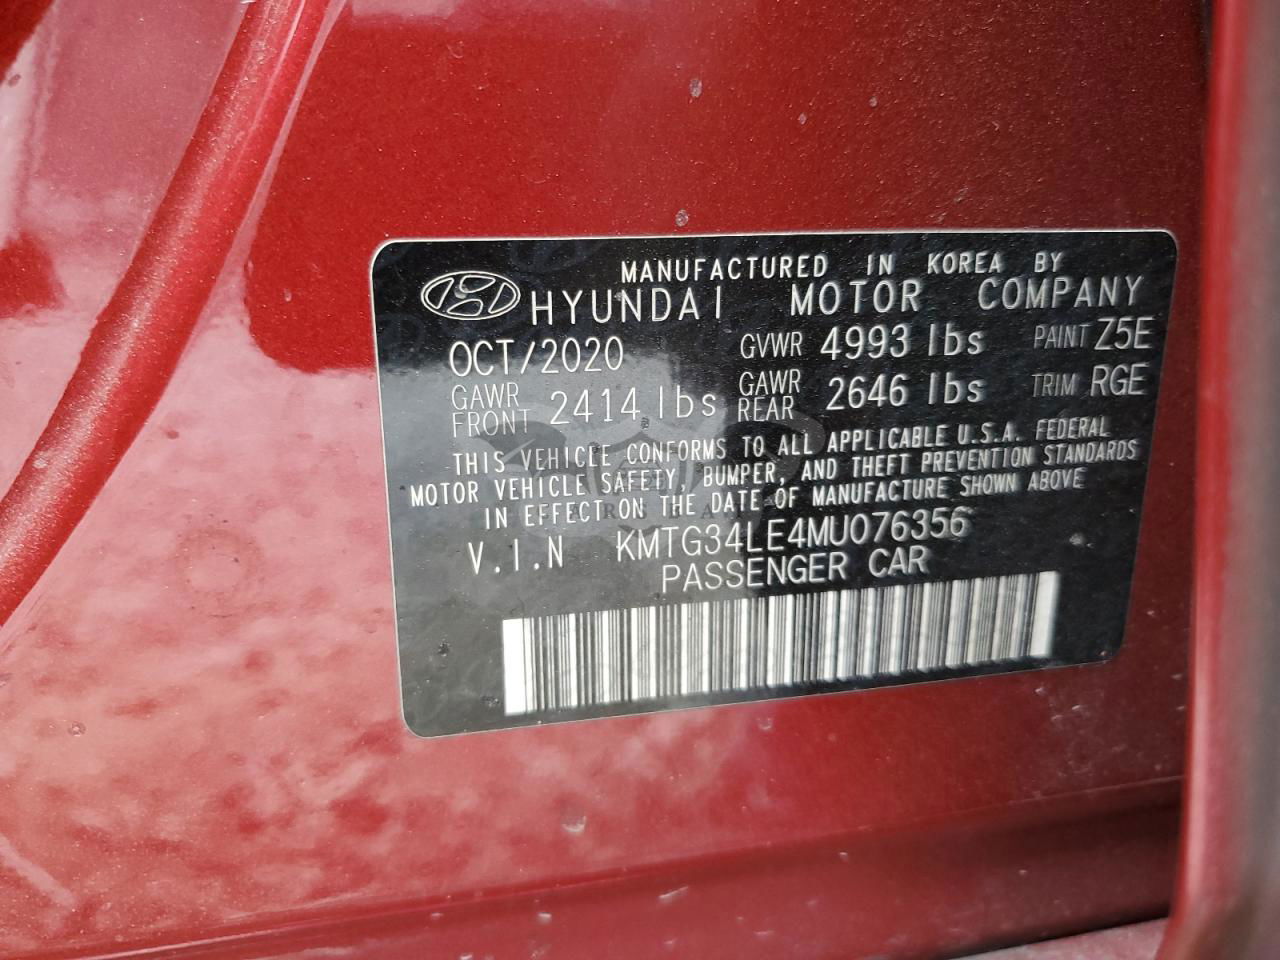 MANUFACTURED IN KOREA BY
HYUNDAI MOTOR COMPANY
OCT/2020 GVWR 4993 lbs PAINT Z5E
GAWR FRONT 2414 lbs GAWR REAR 2646 lbs TRIM RGE
THIS VEHICLE CONFORMS TO ALL APPLICABLE U.S.A. FEDERAL
MOTOR VEHICLE SAFETY, BUMPER, AND THEFT PREVENTION STANDARDS
IN EFFECT ON THE DATE OF MANUFACTURE SHOWN ABOVE
V.I.N KMTG34LE4MU076356
PASSENGER CAR